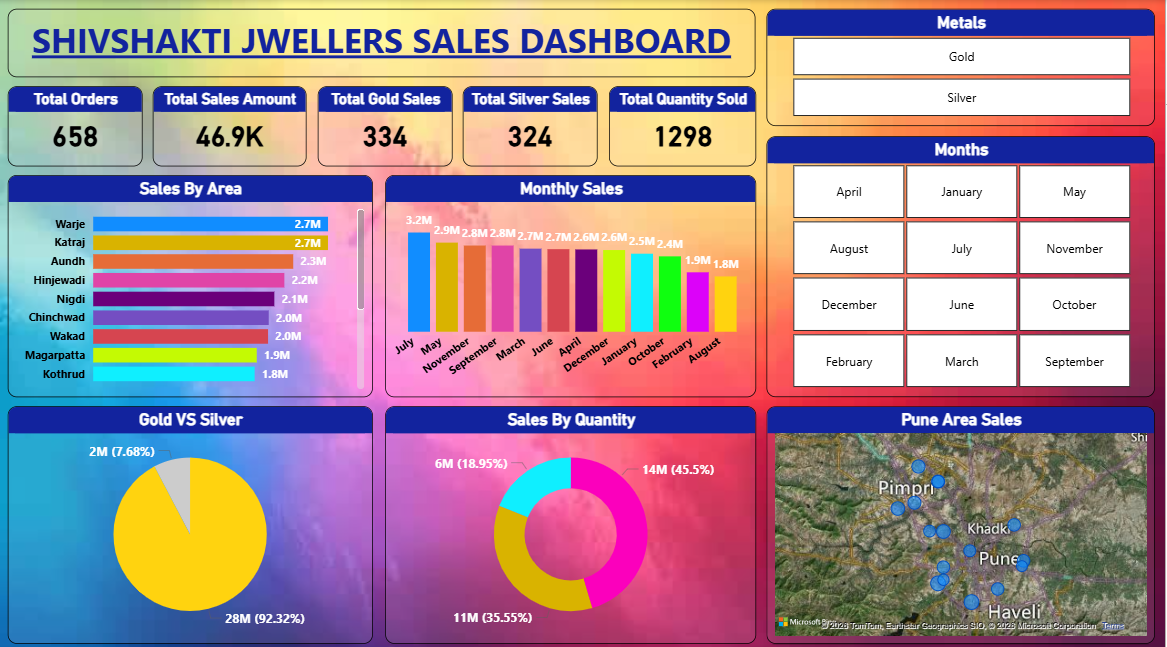 SHIVSHAKTI JWELLERS SALES DASHBOARD
Total Orders
658
Total Sales Amount
46.9K
Total Gold Sales
334
Total Silver Sales
324
Total Quantity Sold
1298
Metals
Gold
Silver
Months
April
January
May
August
July
November
December
June
October
February
March
September
Sales By Area
Warje 2.7M
Katraj 2.7M
Aundh 2.3M
Hinjewadi 2.2M
Nigdi 2.1M
Chinchwad 2.0M
Wakad 2.0M
Magarpatta 1.9M
Kothrud 1.8M
Monthly Sales
3.2M 2.9M 2.8M 2.8M 2.7M 2.7M 2.6M 2.6M 2.5M 2.4M 1.9M 1.8M
July May November September March June April December January October February August
Gold VS Silver
2M (7.68%)
28M (92.32%)
Sales By Quantity
6M (18.95%)
14M (45.5%)
11M (35.55%)
Pune Area Sales
Shi
Pimpri
Khadki
Pune
Haveli
© 2026 TomTom, Earthstar Geographics SIO, © 2026 Microsoft Corporation Terms